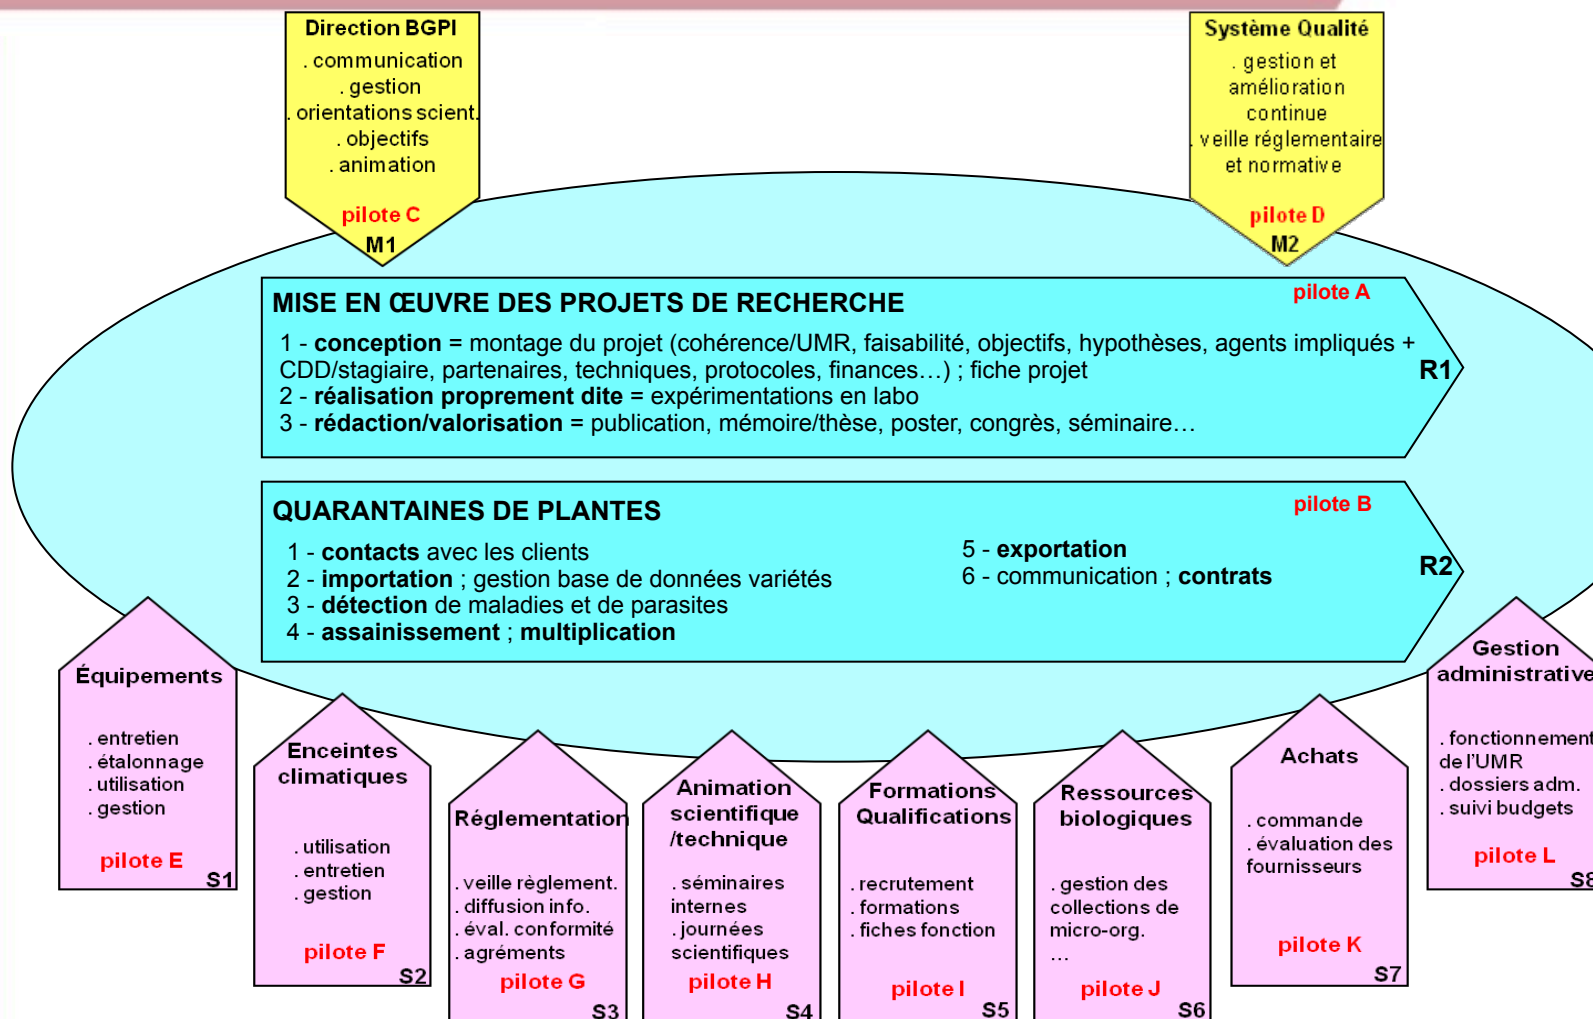 Direction BGPI
. communication
. gestion
. orientations scient.
. objectifs
. animation
pilote C
M1
Système Qualité
. gestion et
amélioration
continue
. veille réglementaire
et normative
pilote D
M2
MISE EN ŒUVRE DES PROJETS DE RECHERCHE
pilote A
1 - conception = montage du projet (cohérence/UMR, faisabilité, objectifs, hypothèses, agents impliqués +
CDD/stagiaire, partenaires, techniques, protocoles, finances…) ; fiche projet
2 - réalisation proprement dite = expérimentations en labo
3 - rédaction/valorisation = publication, mémoire/thèse, poster, congrès, séminaire…
R1
QUARANTAINES DE PLANTES
pilote B
1 - contacts avec les clients
2 - importation ; gestion base de données variétés
3 - détection de maladies et de parasites
4 - assainissement ; multiplication
5 - exportation
6 - communication ; contrats
R2
Équipements
. entretien
. étalonnage
. utilisation
. gestion
pilote E
S1
Enceintes
climatiques
. utilisation
. entretien
. gestion
pilote F
S2
Réglementation
. veille règlement.
. diffusion info.
. éval. conformité
. agréments
pilote G
S3
Animation
scientifique
/technique
. séminaires
internes
. journées
scientifiques
pilote H
S4
Formations
Qualifications
. recrutement
. formations
. fiches fonction
pilote I
S5
Ressources
biologiques
. gestion des
collections de
micro-org.
…
pilote J
S6
Achats
. commande
. évaluation des
fournisseurs
pilote K
S7
Gestion
administrative
. fonctionnement
de l'UMR
. dossiers adm.
. suivi budgets
pilote L
S8